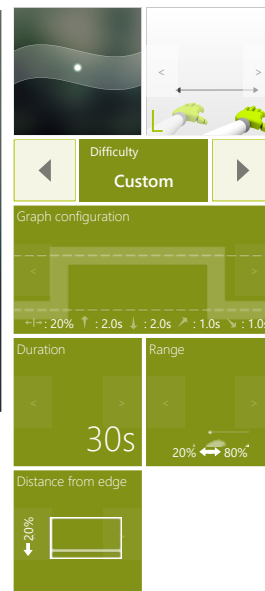 L
Difficulty
Custom
Graph configuration
: 20% : 2.0s : 2.0s : 1.0s : 1.0s
Duration
Range
30s
20% 80%
Distance from edge
20%